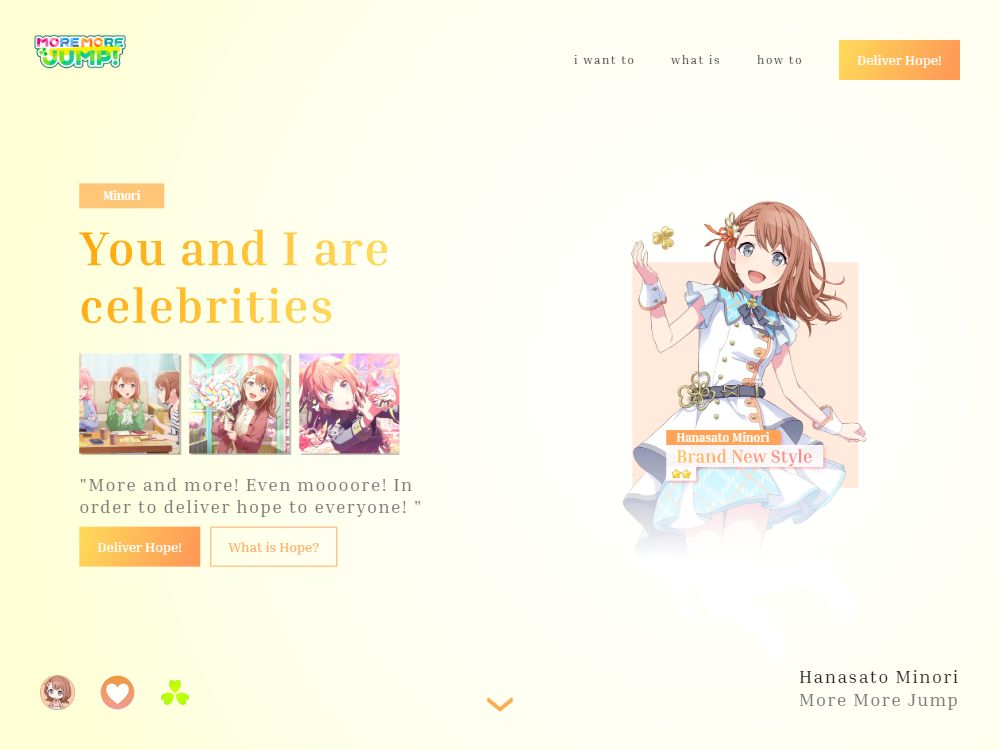 MORE MORE
JUMP!
i want to
what is
how to
Deliver Hope!
Minori
You and I are
celebrities
"More and more! Even moooore! In
order to deliver hope to everyone! "
Deliver Hope!
What is Hope?
Hanasato Minori
Brand New Style
Hanasato Minori
More More Jump